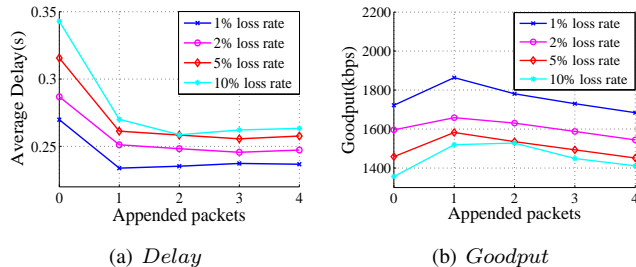 0.35
0.3
0.25
0 1 2 3 4
Average Delay(s)
Appended packets
1% loss rate
2% loss rate
5% loss rate
10% loss rate
(a) Delay
2200
2000
1800
1600
1400
0 1 2 3 4
Goodput(kbps)
Appended packets
1% loss rate
2% loss rate
5% loss rate
10% loss rate
(b) Goodput